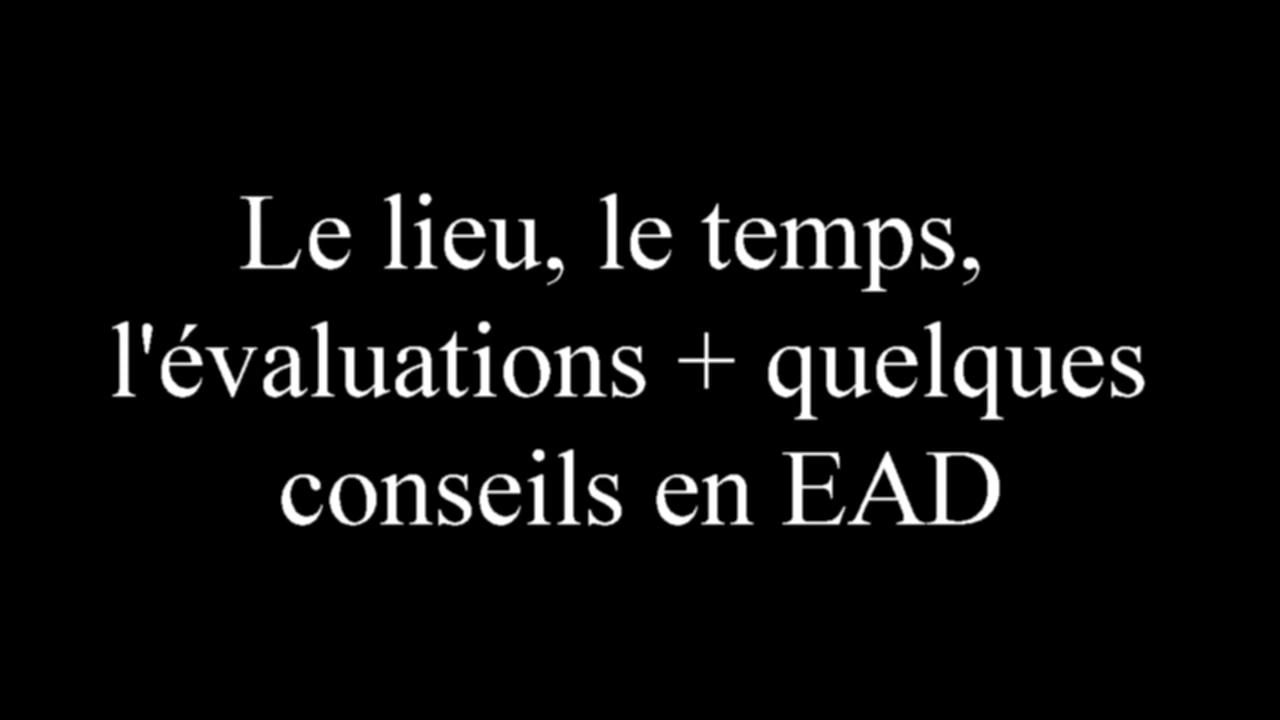 Le lieu, le temps,
l'évaluations + quelques
conseils en EAD